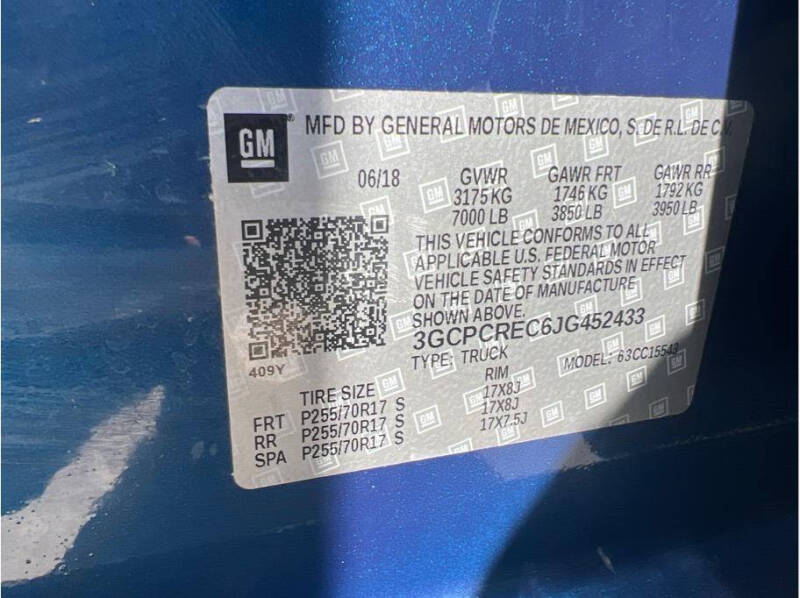 GM ® MFD BY GENERAL MOTORS DE MEXICO, S. DE R.L. DE C.V.
06/18 GVWR GAWR FRT GAWR RR
3175 KG 1746 KG 1792 KG
7000 LB 3850 LB 3950 LB
THIS VEHICLE CONFORMS TO ALL
APPLICABLE U.S. FEDERAL MOTOR
VEHICLE SAFETY STANDARDS IN EFFECT
ON THE DATE OF MANUFACTURE
SHOWN ABOVE.
3GCPCREC6JG452433
TYPE: TRUCK MODEL: 63CC15543
409Y
TIRE SIZE RIM
FRT P255/70R17 S 17X8J
RR P255/70R17 S 17X8J
SPA P255/70R17 S 17X7.5J